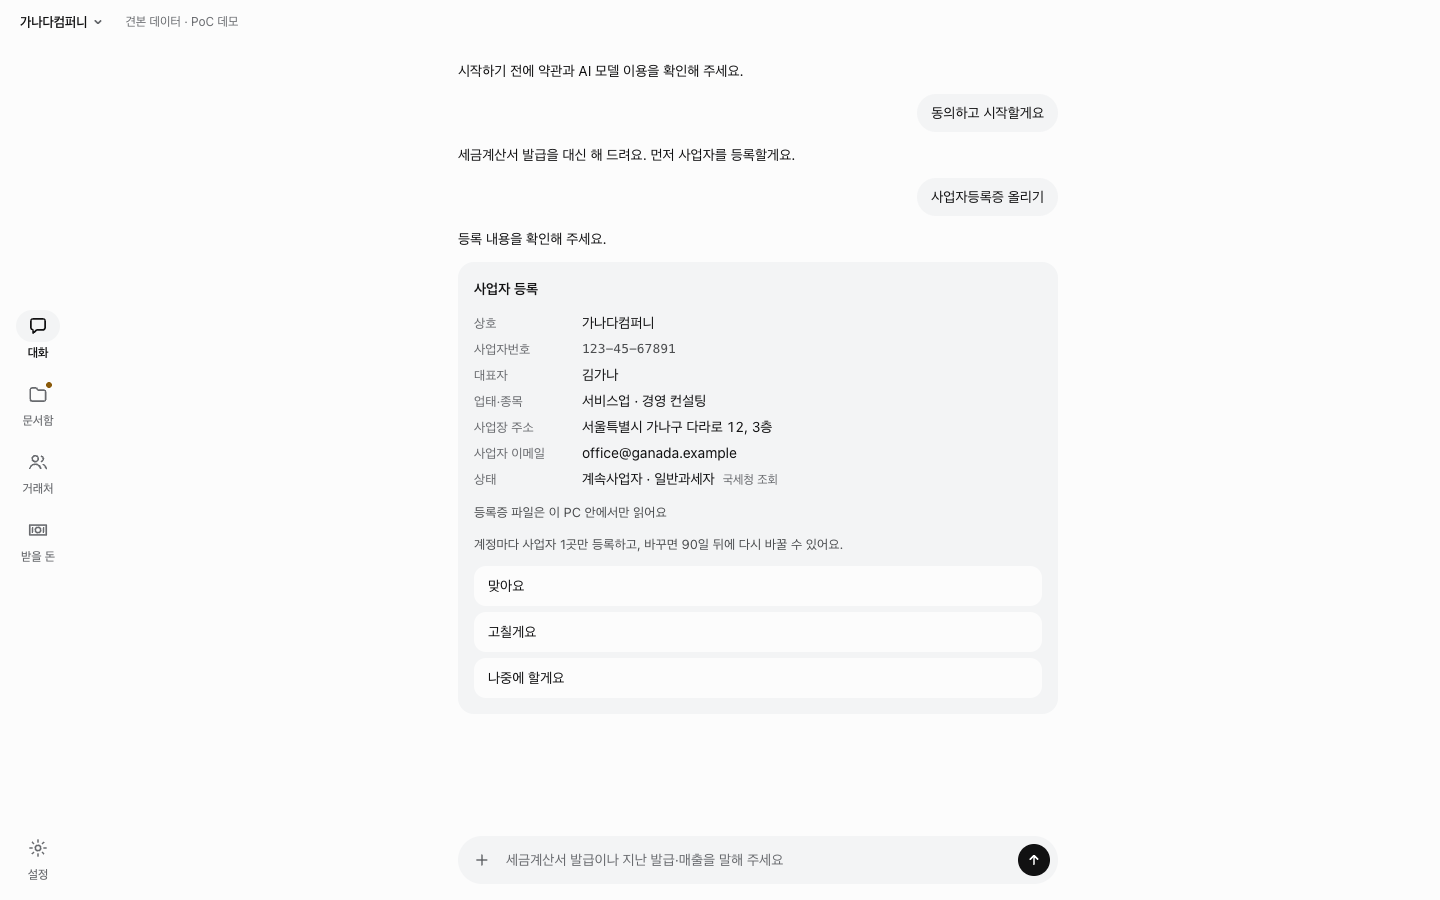 가나다컴퍼니
견본 데이터 · PoC 데모
시작하기 전에 약관과 AI 모델 이용을 확인해 주세요.
동의하고 시작할게요
세금계산서 발급을 대신 해 드려요. 먼저 사업자를 등록할게요.
사업자등록증 올리기
등록 내용을 확인해 주세요.
사업자 등록
상호 가나다컴퍼니
사업자번호 123-45-67891
대표자 김가나
업태·종목 서비스업 · 경영 컨설팅
사업장 주소 서울특별시 가나구 다라로 12, 3층
사업자 이메일 office@ganada.example
상태 계속사업자 · 일반과세자 국세청 조회
등록증 파일은 이 PC 안에서만 읽어요
계정마다 사업자 1곳만 등록하고, 바꾸면 90일 뒤에 다시 바꿀 수 있어요.
맞아요
고칠게요
나중에 할게요
대화
문서함
거래처
받을 돈
설정
세금계산서 발급이나 지난 발급·매출을 말해 주세요